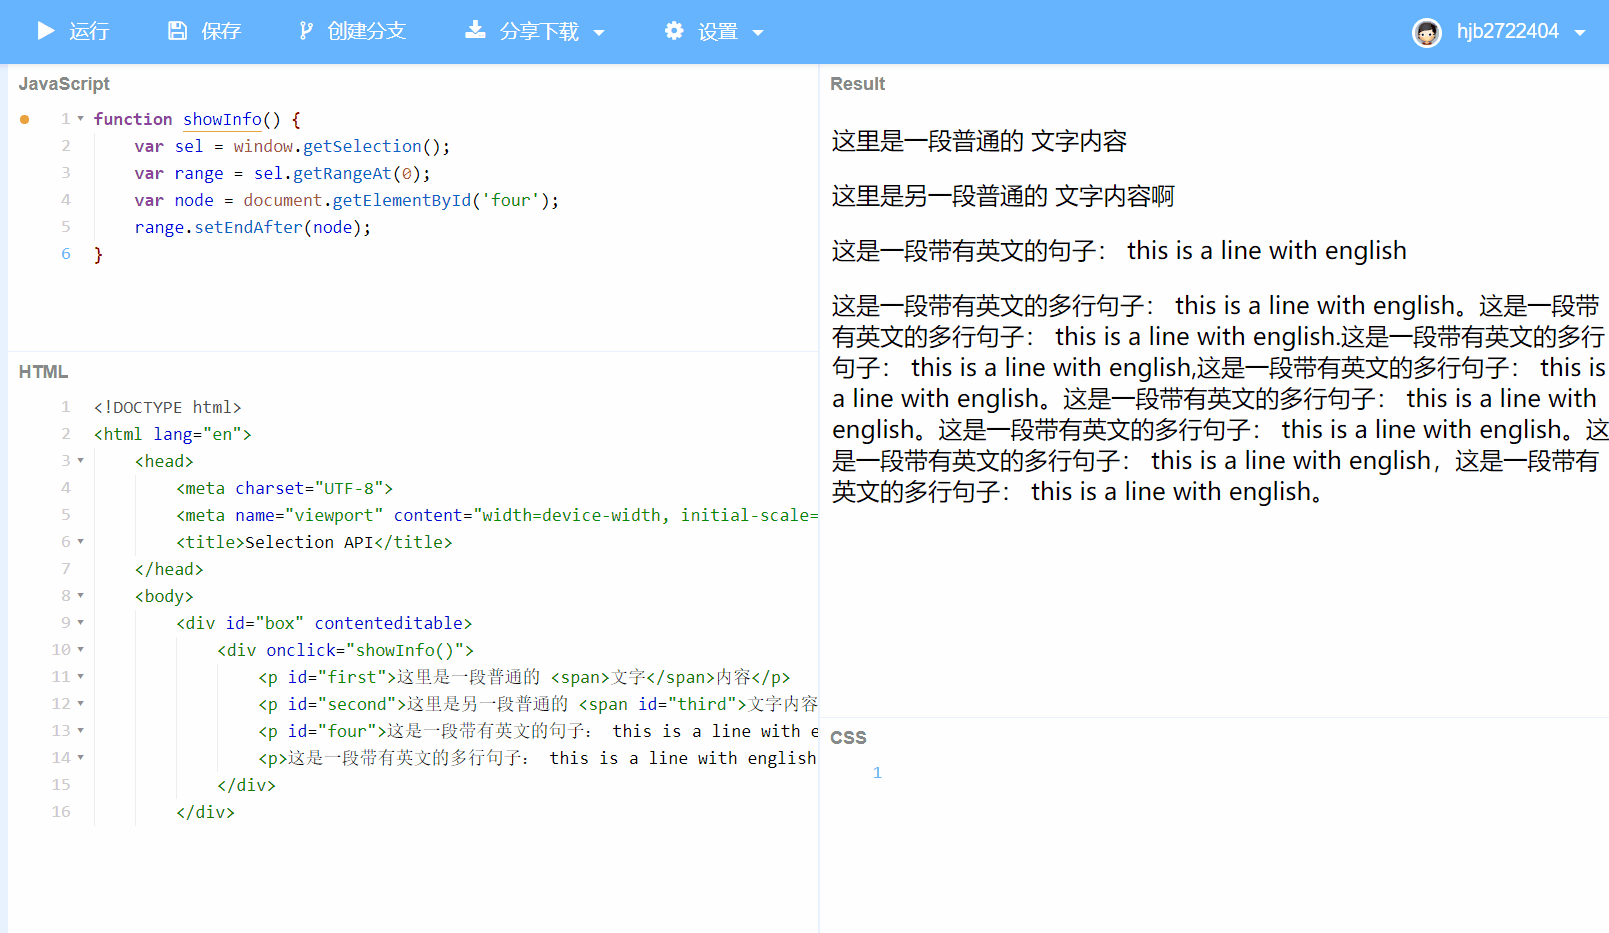 运行 保存 创建分支 分享下载 设置 hjb2722404
JavaScript
1 function showInfo() {
2 var sel = window.getSelection();
3 var range = sel.getRangeAt(0);
4 var node = document.getElementById('four');
5 range.setEndAfter(node);
6 }
HTML
1 <!DOCTYPE html>
2 <html lang="en">
3 <head>
4 <meta charset="UTF-8">
5 <meta name="viewport" content="width=device-width, initial-scale=
6 <title>Selection API</title>
7 </head>
8 <body>
9 <div id="box" contenteditable>
10 <div onclick="showInfo()">
11 <p id="first">这里是一段普通的 <span>文字</span>内容</p>
12 <p id="second">这里是另一段普通的 <span id="third">文字内容
13 <p id="four">这是一段带有英文的句子： this is a line with e
14 <p>这是一段带有英文的多行句子： this is a line with english
15 </div>
16 </div>
Result
这里是一段普通的 文字内容
这里是另一段普通的 文字内容啊
这是一段带有英文的句子： this is a line with english
这是一段带有英文的多行句子： this is a line with english。这是一段带
有英文的多行句子： this is a line with english.这是一段带有英文的多行
句子： this is a line with english,这是一段带有英文的多行句子： this is
a line with english。这是一段带有英文的多行句子： this is a line with
english。这是一段带有英文的多行句子： this is a line with english。这
是一段带有英文的多行句子： this is a line with english，这是一段带有
英文的多行句子： this is a line with english。
CSS
1